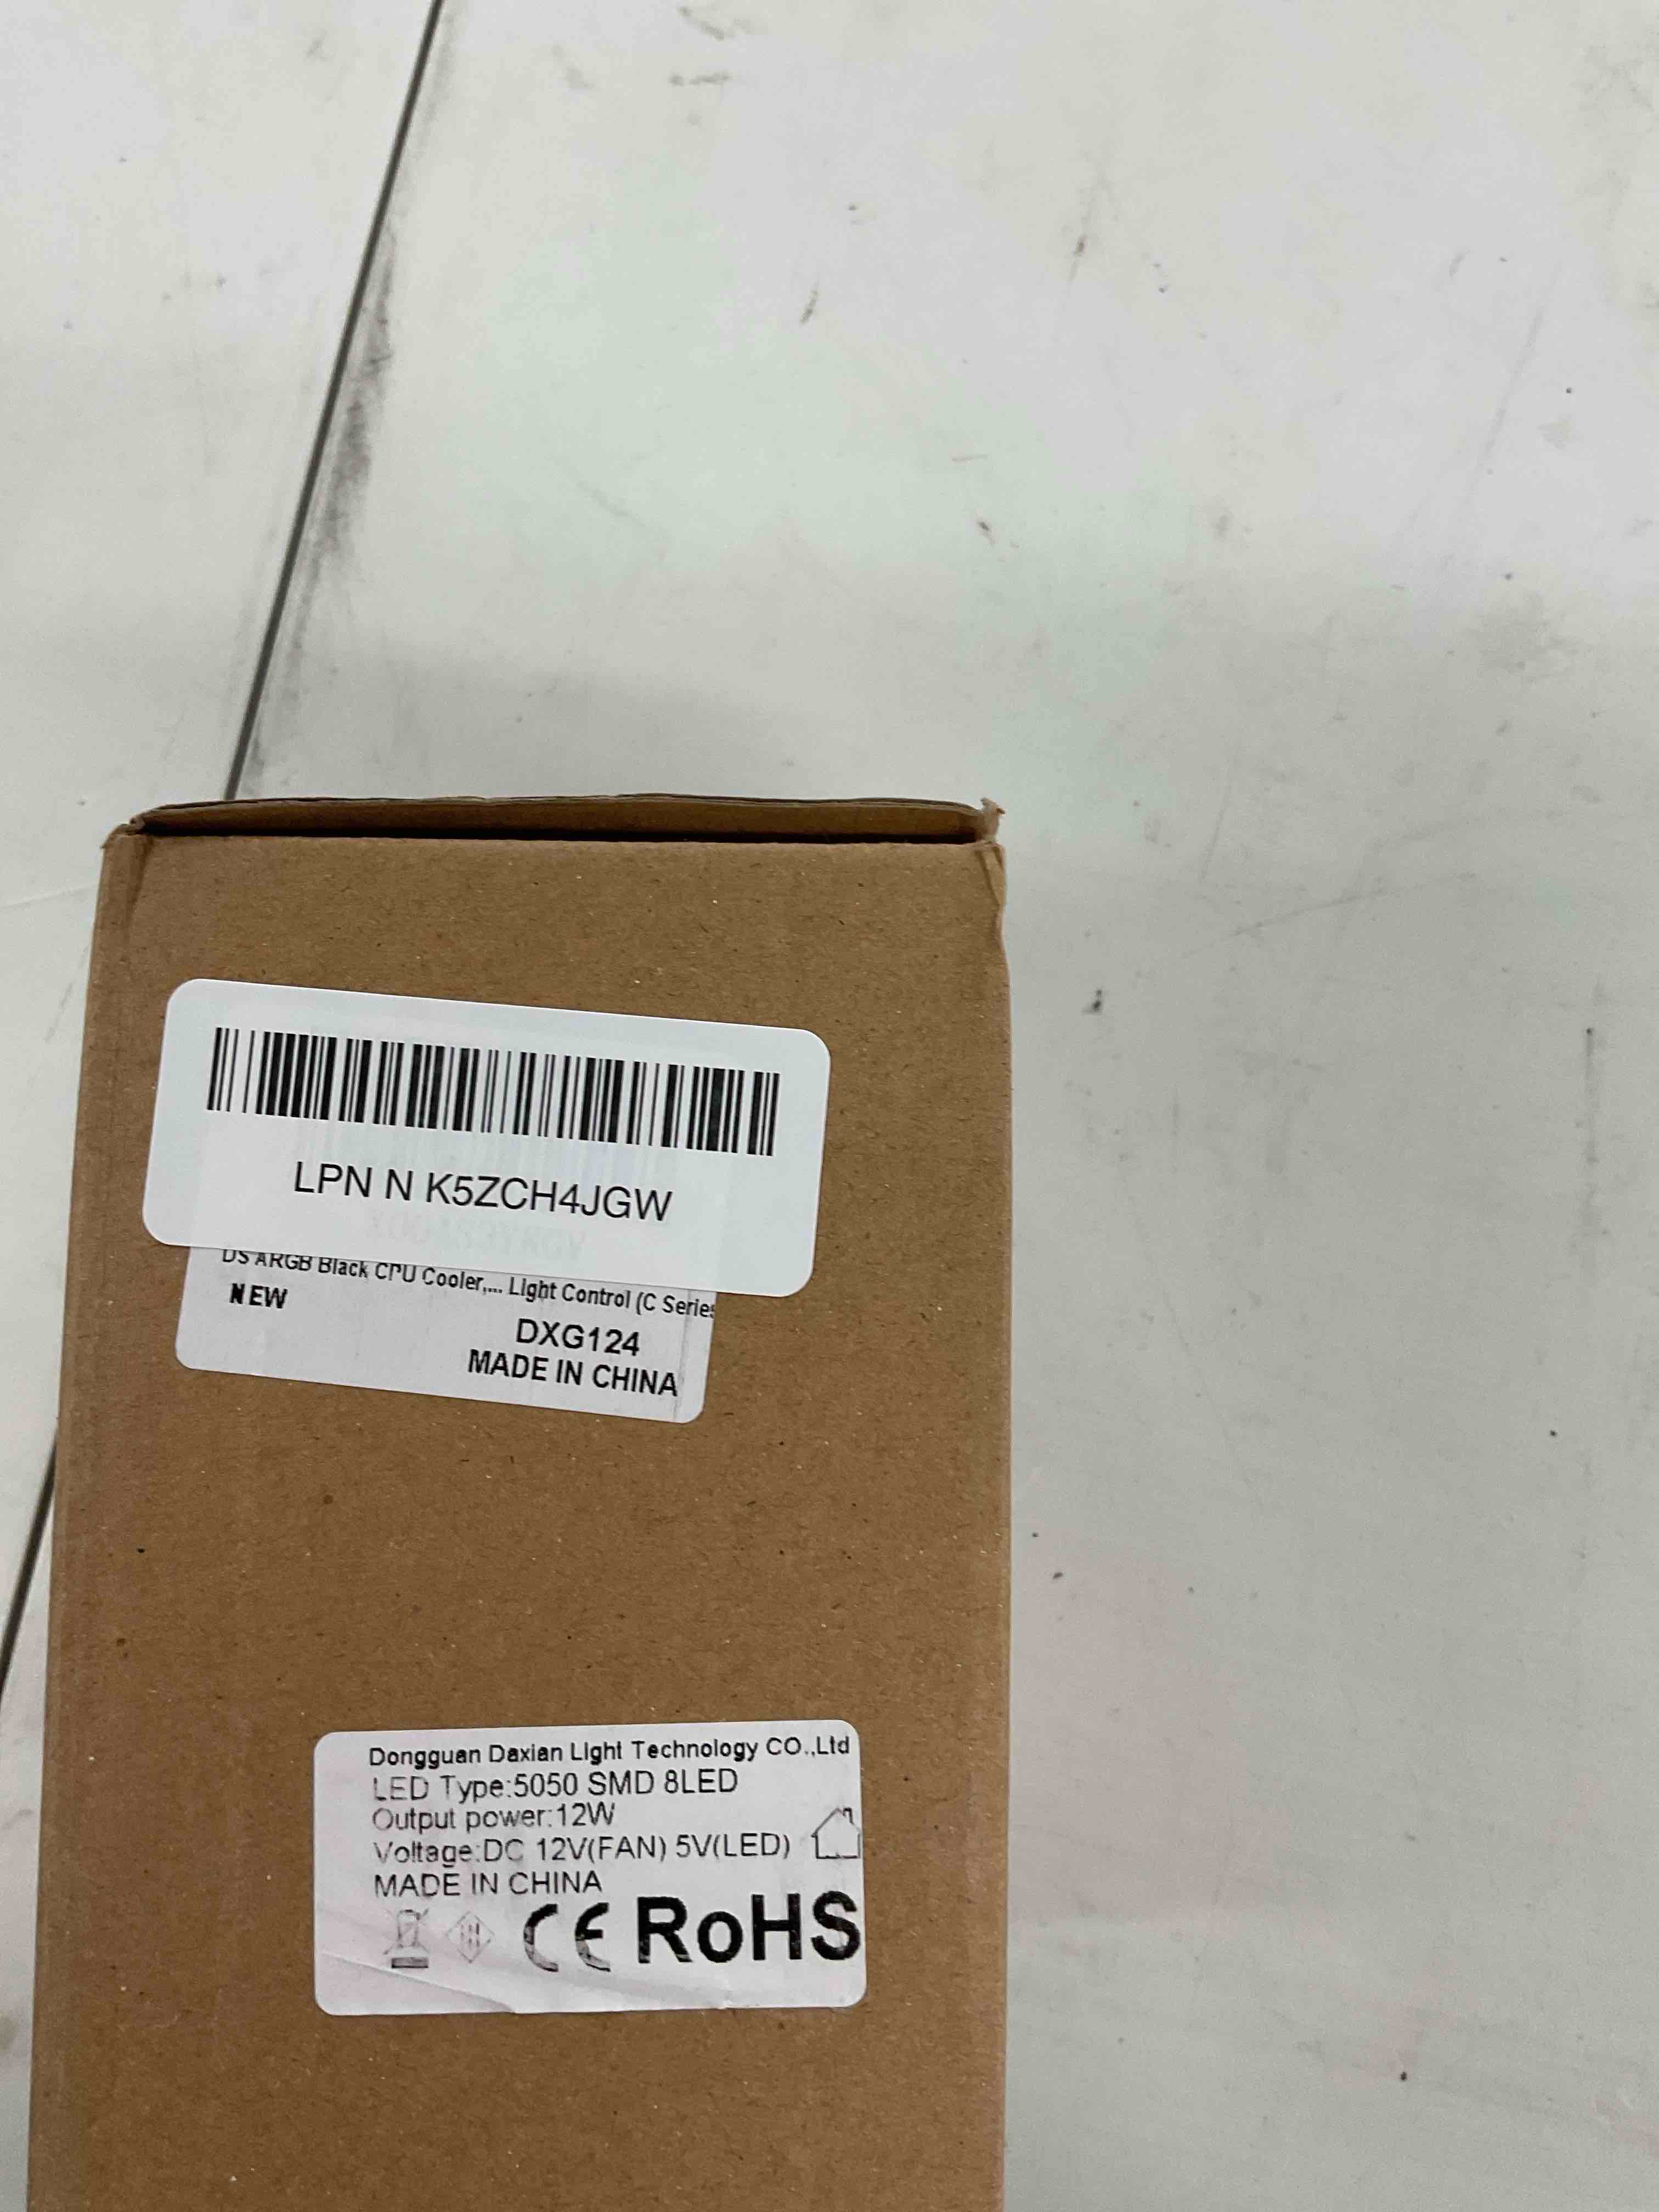 LPN N K5ZCH4JGW
DS ARGB Black CPU Cooler,... Light Control (C Series
NEW
DXG124
MADE IN CHINA
Dongguan Daxian Light Technology CO.,Ltd
LED Type:5050 SMD 8LED
Output power:12W
Voltage:DC 12V(FAN) 5V(LED)
MADE IN CHINA
CE RoHS